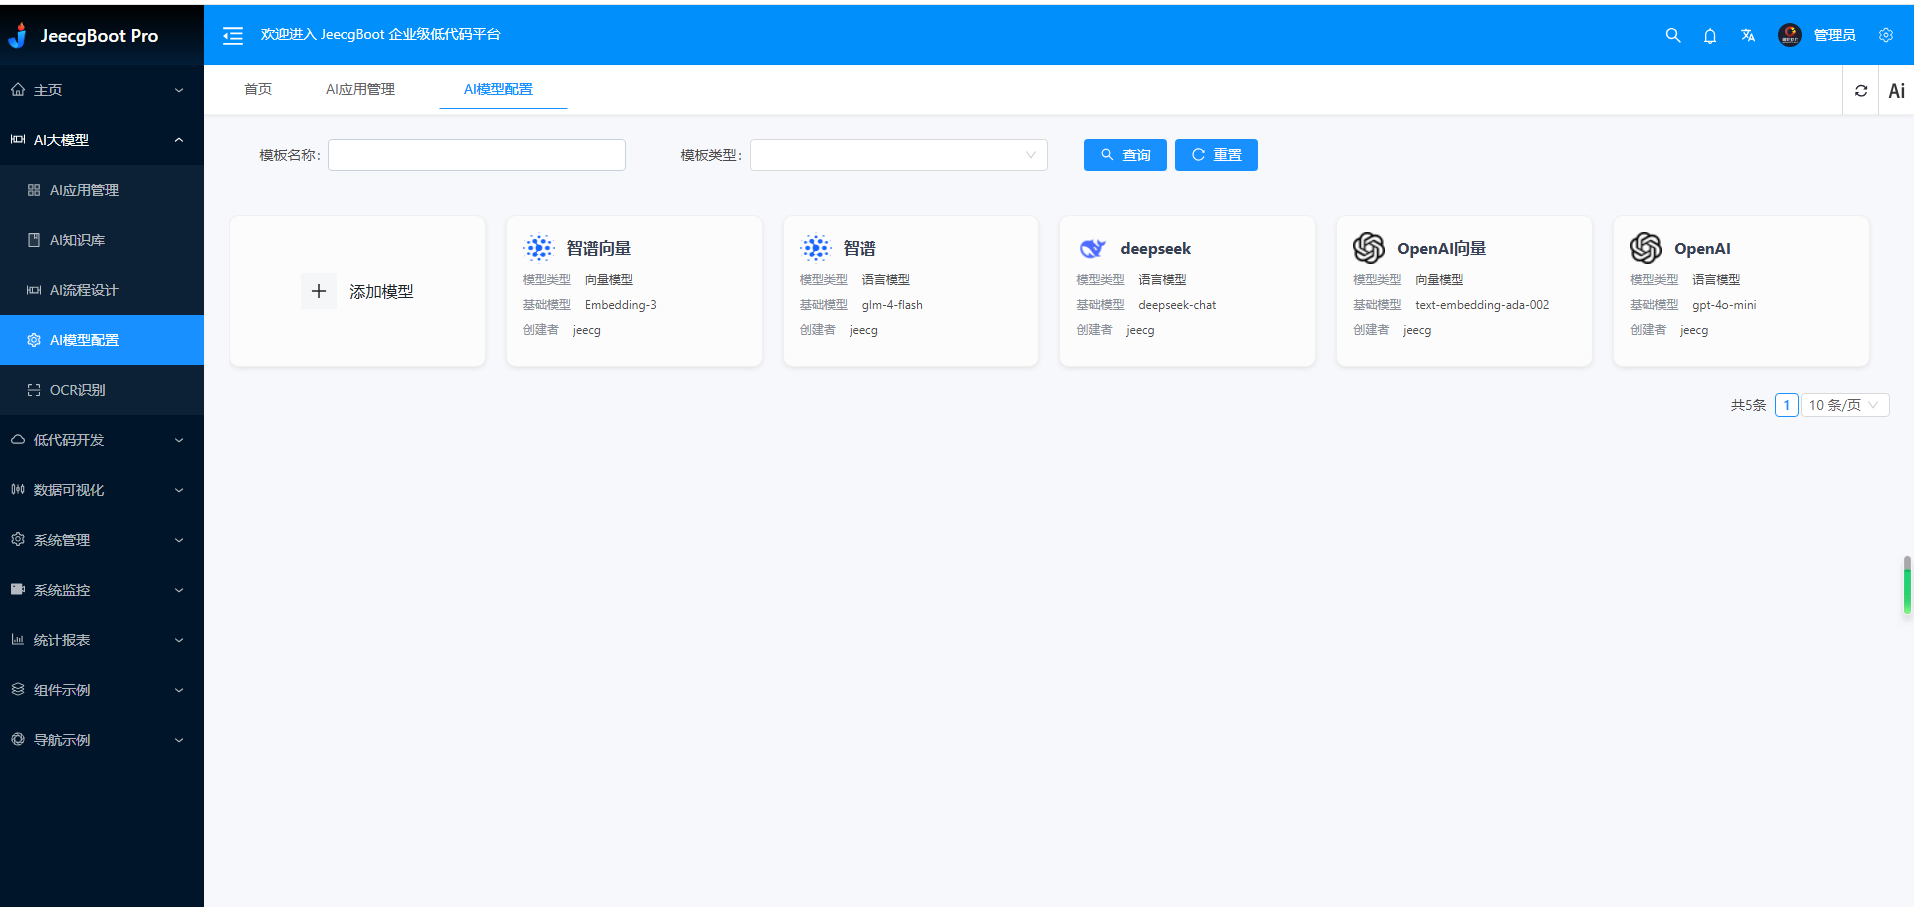 JeecgBoot Pro
欢迎进入 JeecgBoot 企业级低代码平台
管理员
主页
AI大模型
AI应用管理
AI知识库
AI流程设计
AI模型配置
OCR识别
低代码开发
数据可视化
系统管理
系统监控
统计报表
组件示例
导航示例
首页
AI应用管理
AI模型配置
Ai
模板名称:
模板类型:
查询
重置
添加模型
智谱向量
模型类型 向量模型
基础模型 Embedding-3
创建者 jeecg
智谱
模型类型 语言模型
基础模型 glm-4-flash
创建者 jeecg
deepseek
模型类型 语言模型
基础模型 deepseek-chat
创建者 jeecg
OpenAI向量
模型类型 向量模型
基础模型 text-embedding-ada-002
创建者 jeecg
OpenAI
模型类型 语言模型
基础模型 gpt-4o-mini
创建者 jeecg
共5条 1 10 条/页